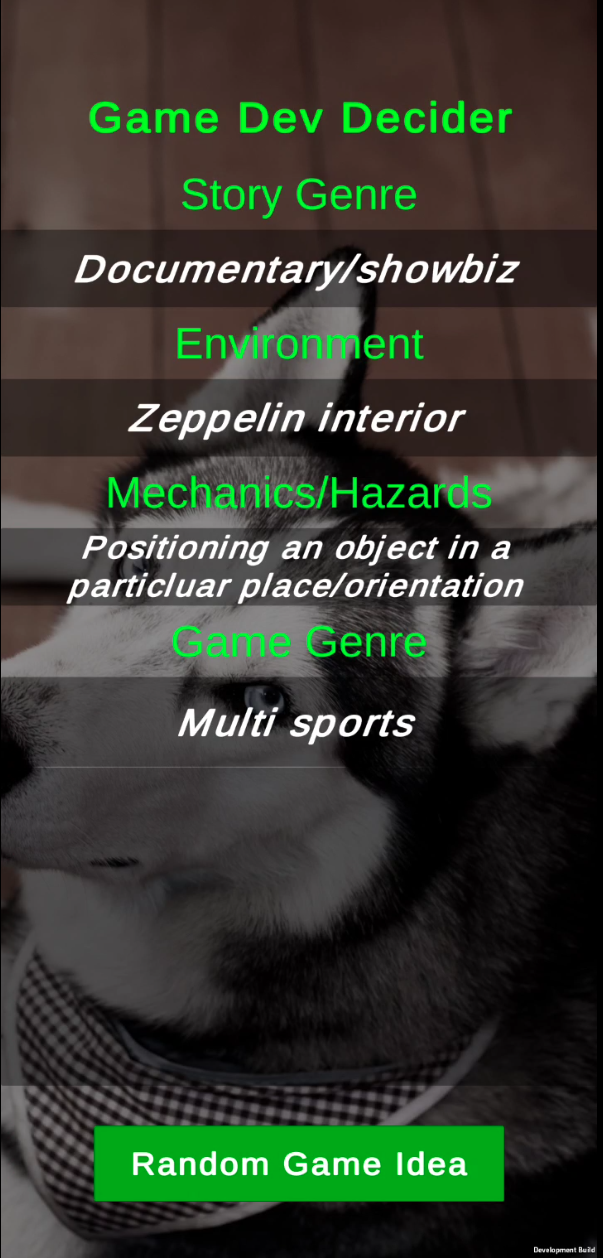 Game Dev Decider
Story Genre
Documentary/showbiz
Environment
Zeppelin interior
Mechanics/Hazards
Positioning an object in a
particluar place/orientation
Game Genre
Multi sports
Random Game Idea
Development Build